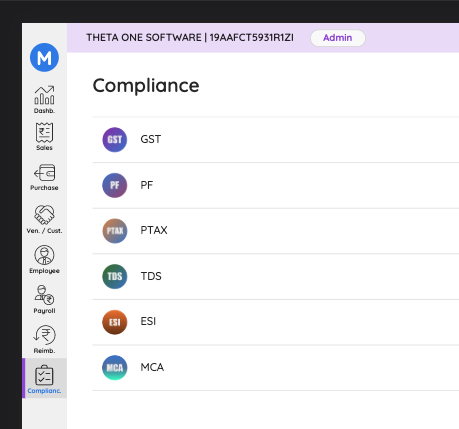 THETA ONE SOFTWARE | 19AAFCT5931R1ZI Admin
M
Dashb.
Sales
Purchase
Ven. / Cust.
Employee
Payroll
Reimb.
Complianc.
Compliance
GST GST
PF PF
PTAX PTAX
TDS TDS
ESI ESI
MCA MCA